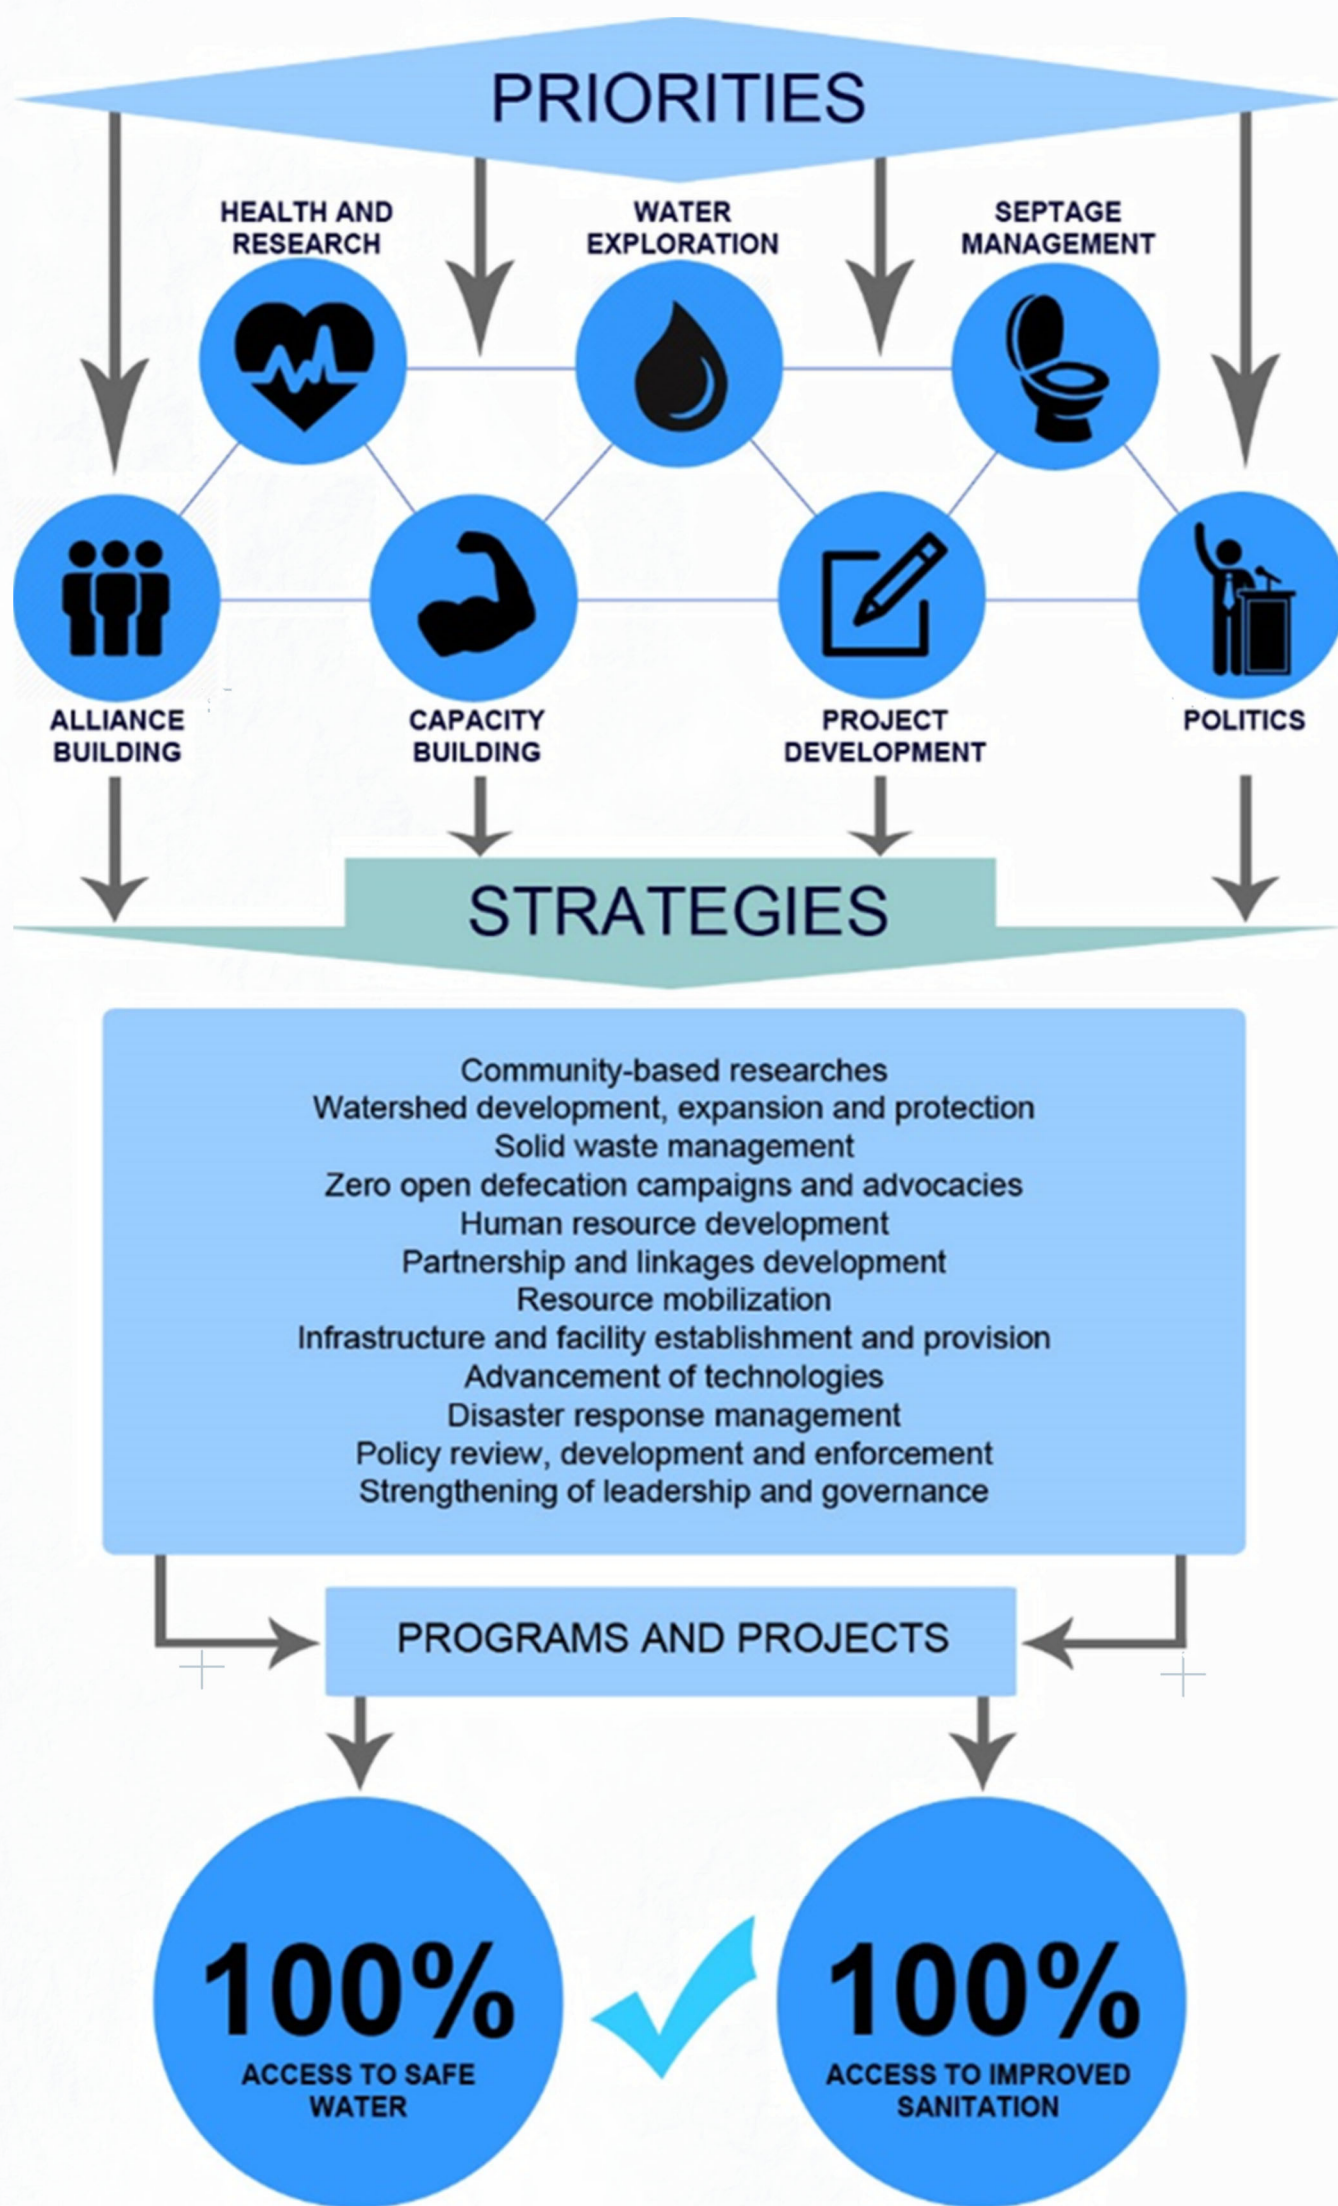 PRIORITIES
HEALTH AND
RESEARCH
WATER
EXPLORATION
SEPTAGE
MANAGEMENT
ALLIANCE
BUILDING
CAPACITY
BUILDING
PROJECT
DEVELOPMENT
POLITICS
STRATEGIES
Community-based researches
Watershed development, expansion and protection
Solid waste management
Zero open defecation campaigns and advocacies
Human resource development
Partnership and linkages development
Resource mobilization
Infrastructure and facility establishment and provision
Advancement of technologies
Disaster response management
Policy review, development and enforcement
Strengthening of leadership and governance
PROGRAMS AND PROJECTS
100%
ACCESS TO SAFE
WATER
100%
ACCESS TO IMPROVED
SANITATION